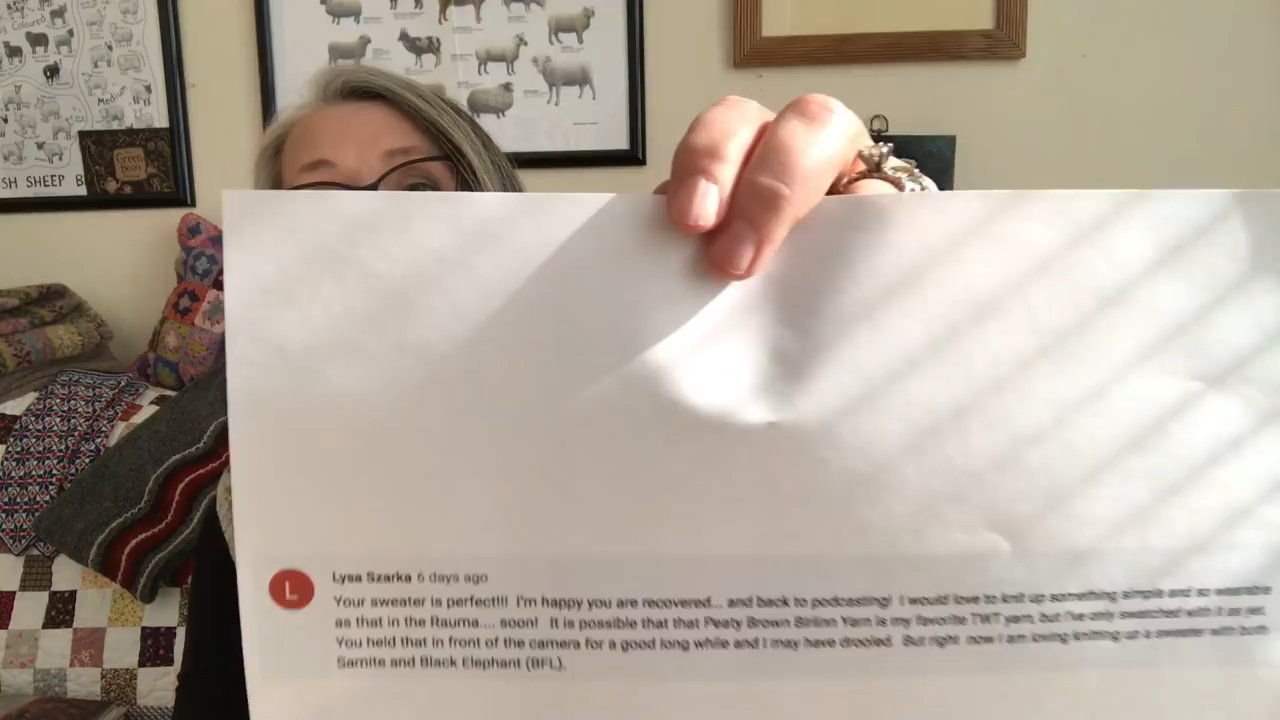 Coloured
Medium
SH SHEEP B
Green
Bean
Lysa Szarka 6 days ago
Your sweater is perfect!!! I'm happy you are recovered... and back to podcasting! I would love to knit up something simple and so wearable
as that in the Rauma.... soon! It is possible that that Peaty Brown Birlinn Yarn is my favorite TWT yarn, but I've only swatched with it as yet.
You held that in front of the camera for a good long while and I may have drooled. But right now I am loving knitting up a sweater with both
Samite and Black Elephant (BFL).
L